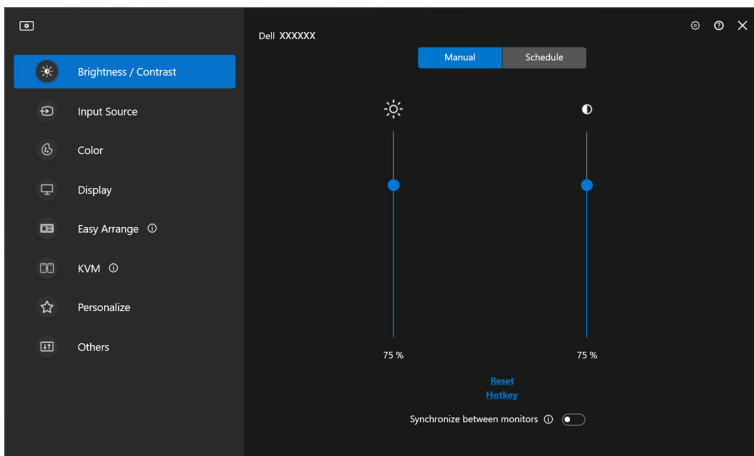 Dell XXXXXX
Manual
Schedule
Brightness / Contrast
Input Source
Color
Display
Easy Arrange
KVM
Personalize
Others
75 %
75 %
Reset
Hotkey
Synchronize between monitors